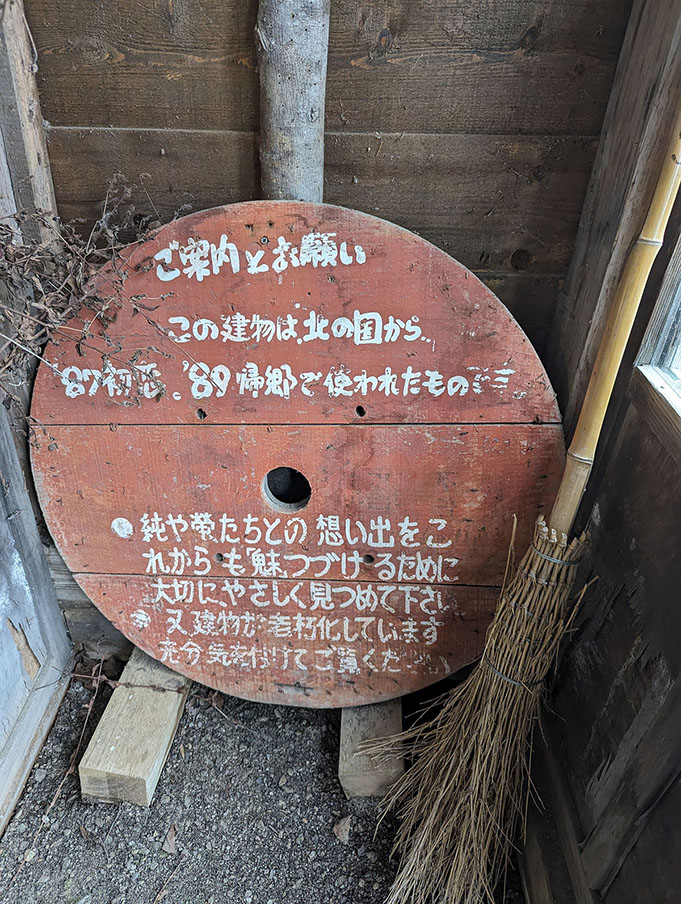 ご案内とお願い
この建物は、北の国から、
'87初恋、'89帰郷で使われたものです
● 純や蛍たちとの想い出をこ
れからも魅つづけるために
大切に、やさしく見つめて下さい
● 又建物が老朽化しています
充分気を付けてご覧ください